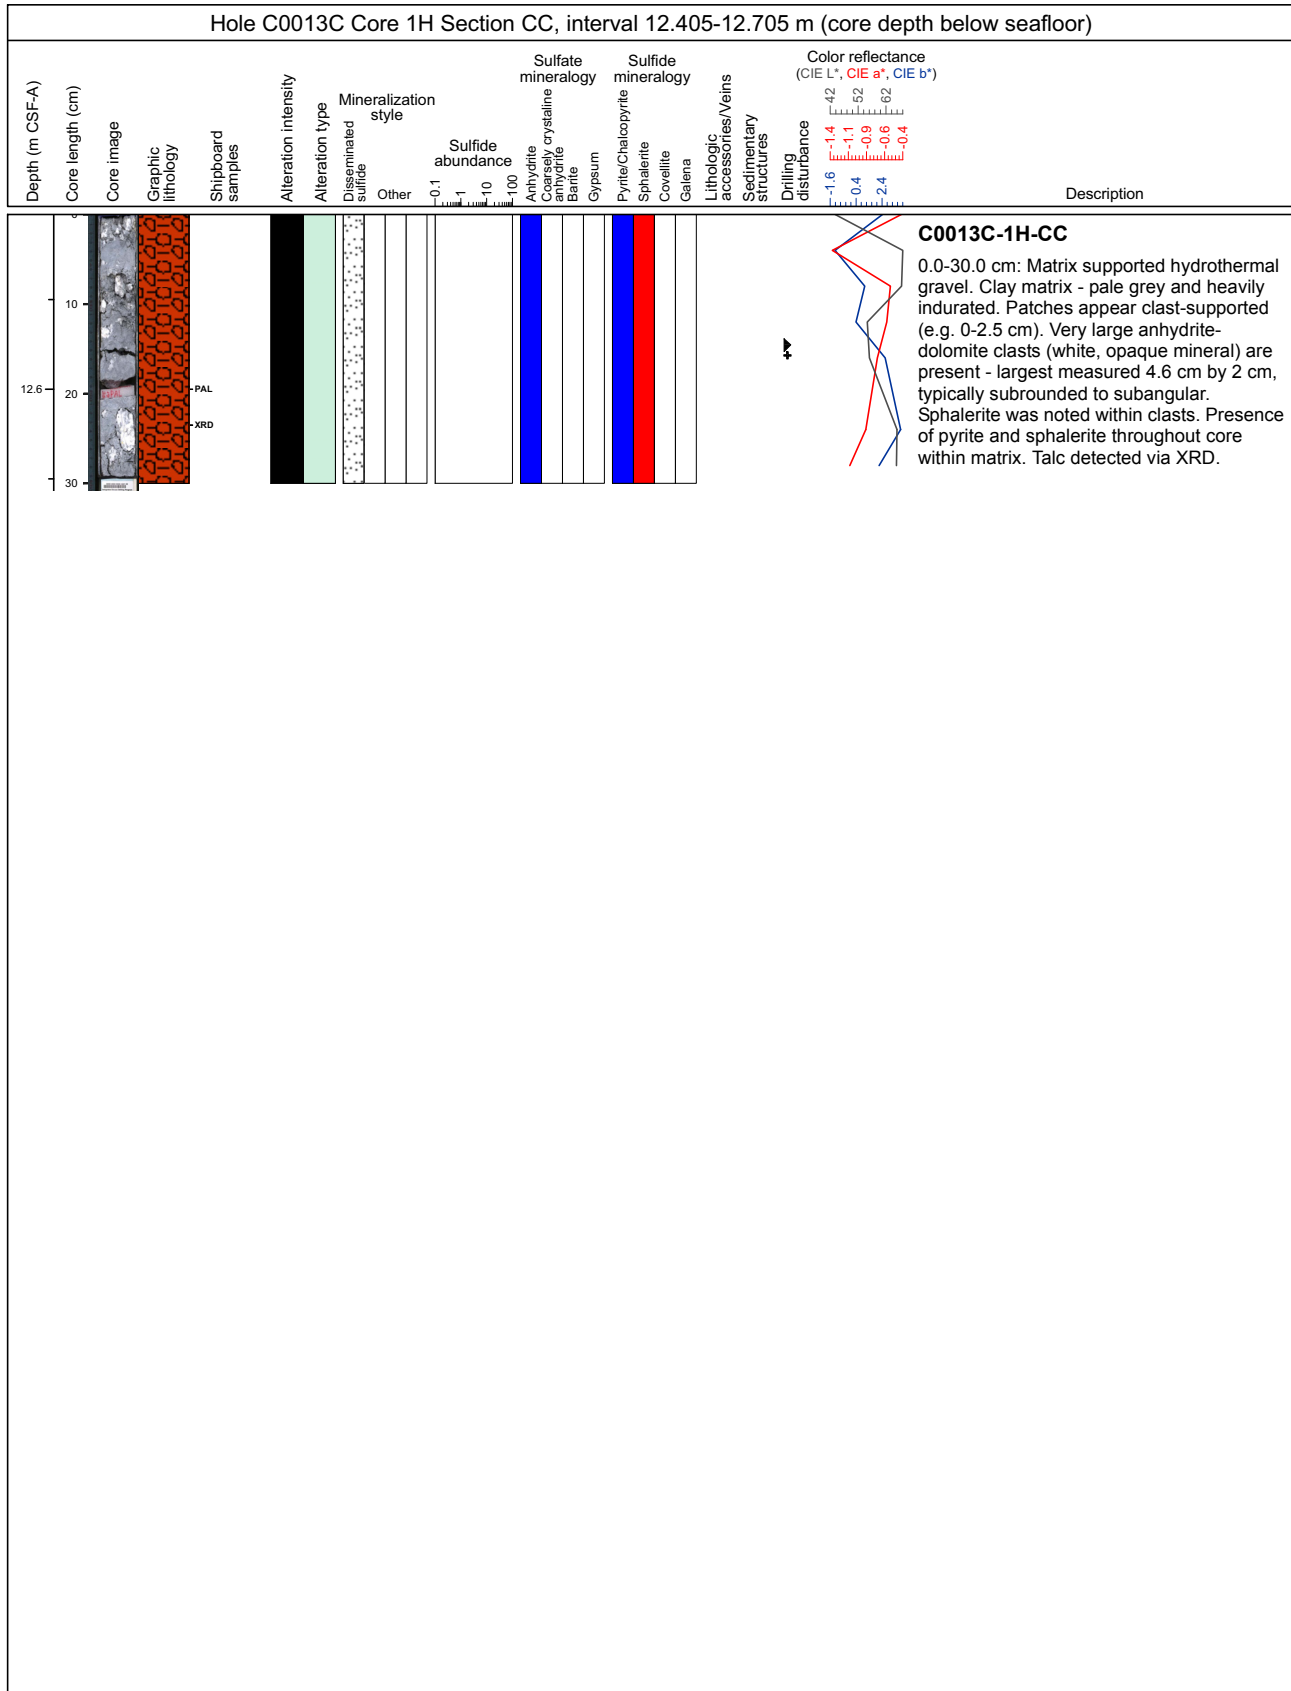 Hole C0013C Core 1H Section CC, interval 12.405-12.705 m (core depth below seafloor)
Depth (m CSF-A)
Core length (cm)
Core image
Graphic
lithology
Shipboard
samples
Alteration intensity
Alteration type
Mineralization
style
Disseminated
sulfide
Other
Sulfide
abundance
0.1
1
10
100
Sulfate
mineralogy
Anhydrite
Coarsely crystaline
anhydrite
Barite
Gypsum
Sulfide
mineralogy
Pyrite/Chalcopyrite
Sphalerite
Covellite
Galena
Lithologic
accessories/Veins
Sedimentary
structures
Drilling
disturbance
Color reflectance
(CIE L*, CIE a*, CIE b*)
42
52
62
-1.4
-1.1
-0.9
-0.6
-0.4
-1.6
0.4
2.4
Description
0
10
12.6
20
30
PAL
XRD
C0013C-1H-CC
0.0-30.0 cm: Matrix supported hydrothermal
gravel. Clay matrix - pale grey and heavily
indurated. Patches appear clast-supported
(e.g. 0-2.5 cm). Very large anhydrite-
dolomite clasts (white, opaque mineral) are
present - largest measured 4.6 cm by 2 cm,
typically subrounded to subangular.
Sphalerite was noted within clasts. Presence
of pyrite and sphalerite throughout core
within matrix. Talc detected via XRD.